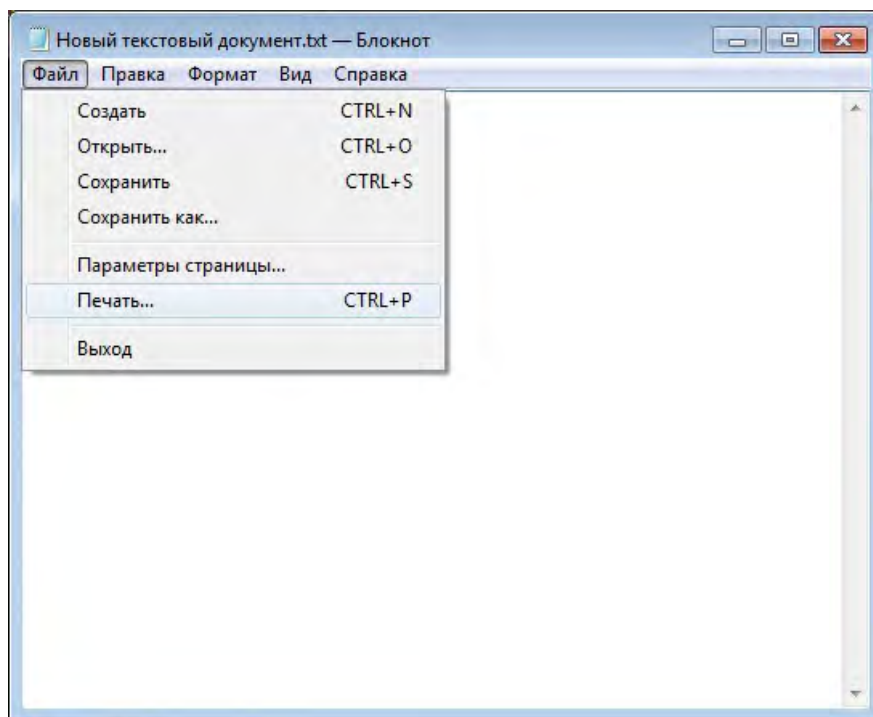 Новый текстовый документ.txt — Блокнот
Файл Правка Формат Вид Справка
Создать CTRL+N
Открыть... CTRL+O
Сохранить CTRL+S
Сохранить как...
Параметры страницы...
Печать... CTRL+P
Выход